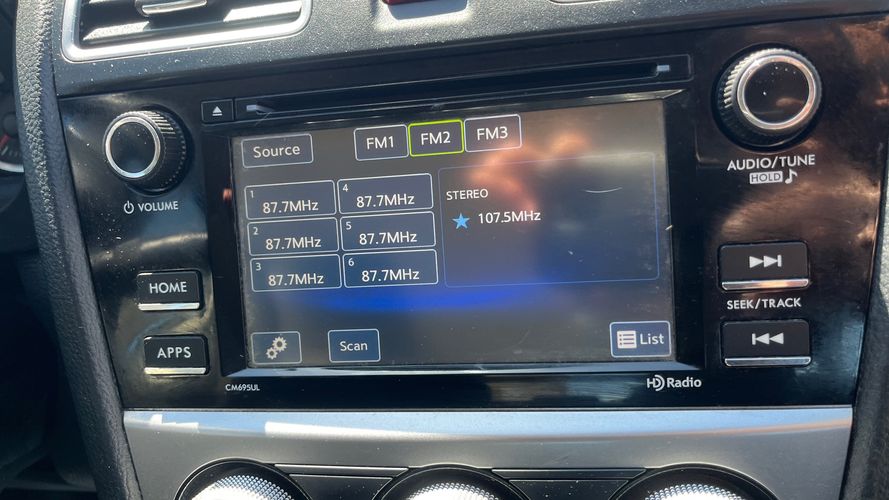 Source
FM1 FM2 FM3
1 87.7MHz
2 87.7MHz
3 87.7MHz
4 87.7MHz
5 87.7MHz
6 87.7MHz
STEREO
107.5MHz
Scan
List
VOLUME
HOME
APPS
CM695UL
AUDIO/TUNE
HOLD
SEEK/TRACK
HD Radio